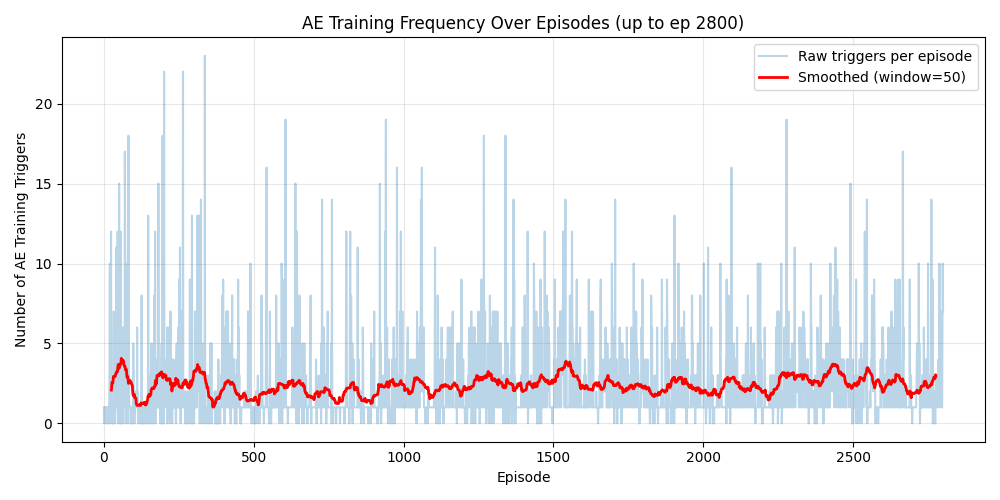 AE Training Frequency Over Episodes (up to ep 2800)
Raw triggers per episode
Smoothed (window=50)
Number of AE Training Triggers
20
15
10
5
0
0 500 1000 1500 2000 2500
Episode